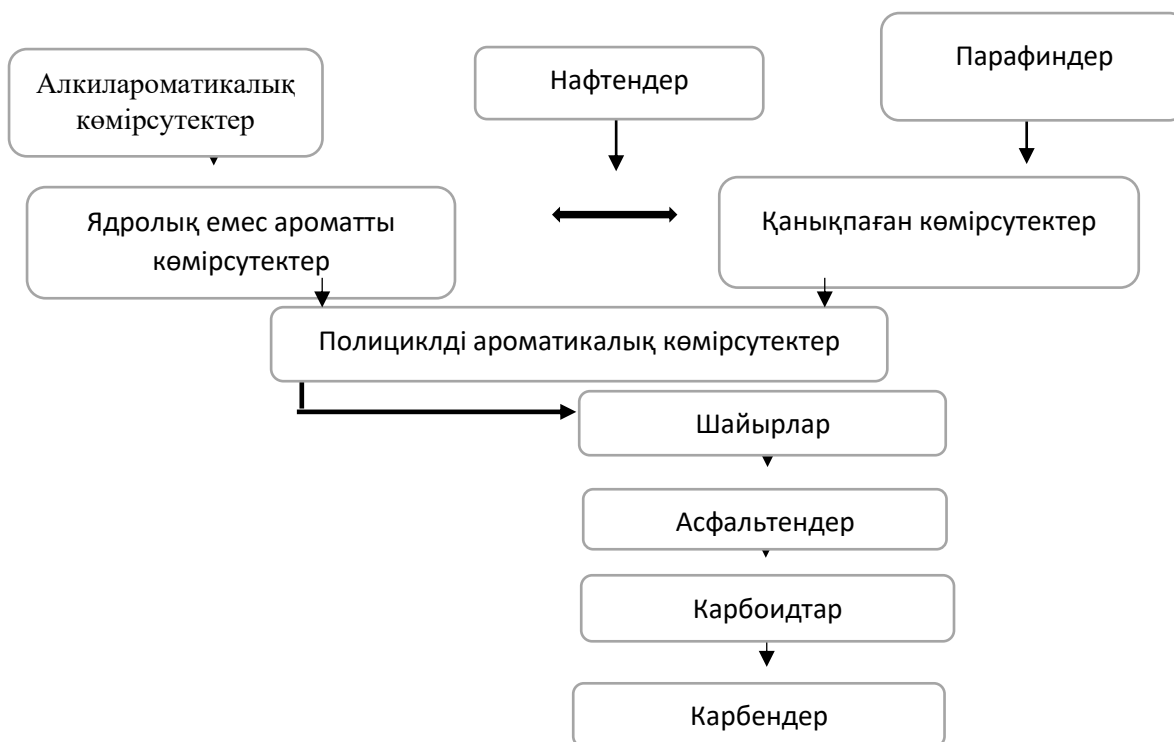 Алкилароматикалық
көмірсутектер
Нафтендер
Парафиндер
Ядролық емес ароматты
көмірсутектер
Қанықпаған көмірсутектер
Полициклді ароматикалық көмірсутектер
Шайырлар
Асфальтендер
Карбоидтар
Карбендер